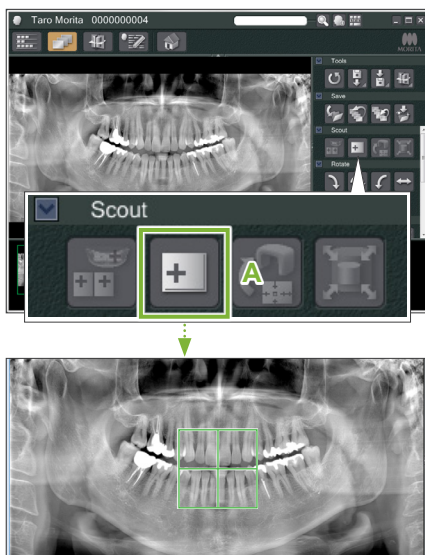 Taro Morita 0000000004
MORITA
Tools
Save
Scout
Rotate
Scout
A